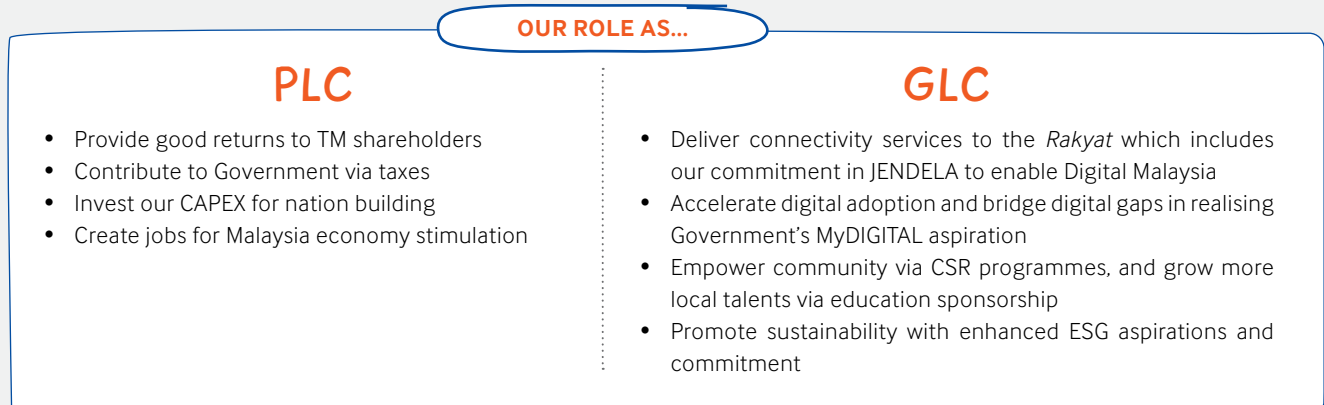 OUR ROLE AS...
PLC
• Provide good returns to TM shareholders
• Contribute to Government via taxes
• Invest our CAPEX for nation building
• Create jobs for Malaysia economy stimulation
GLC
• Deliver connectivity services to the Rakyat which includes
our commitment in JENDELA to enable Digital Malaysia
• Accelerate digital adoption and bridge digital gaps in realising
Government's MyDIGITAL aspiration
• Empower community via CSR programmes, and grow more
local talents via education sponsorship
• Promote sustainability with enhanced ESG aspirations and
commitment